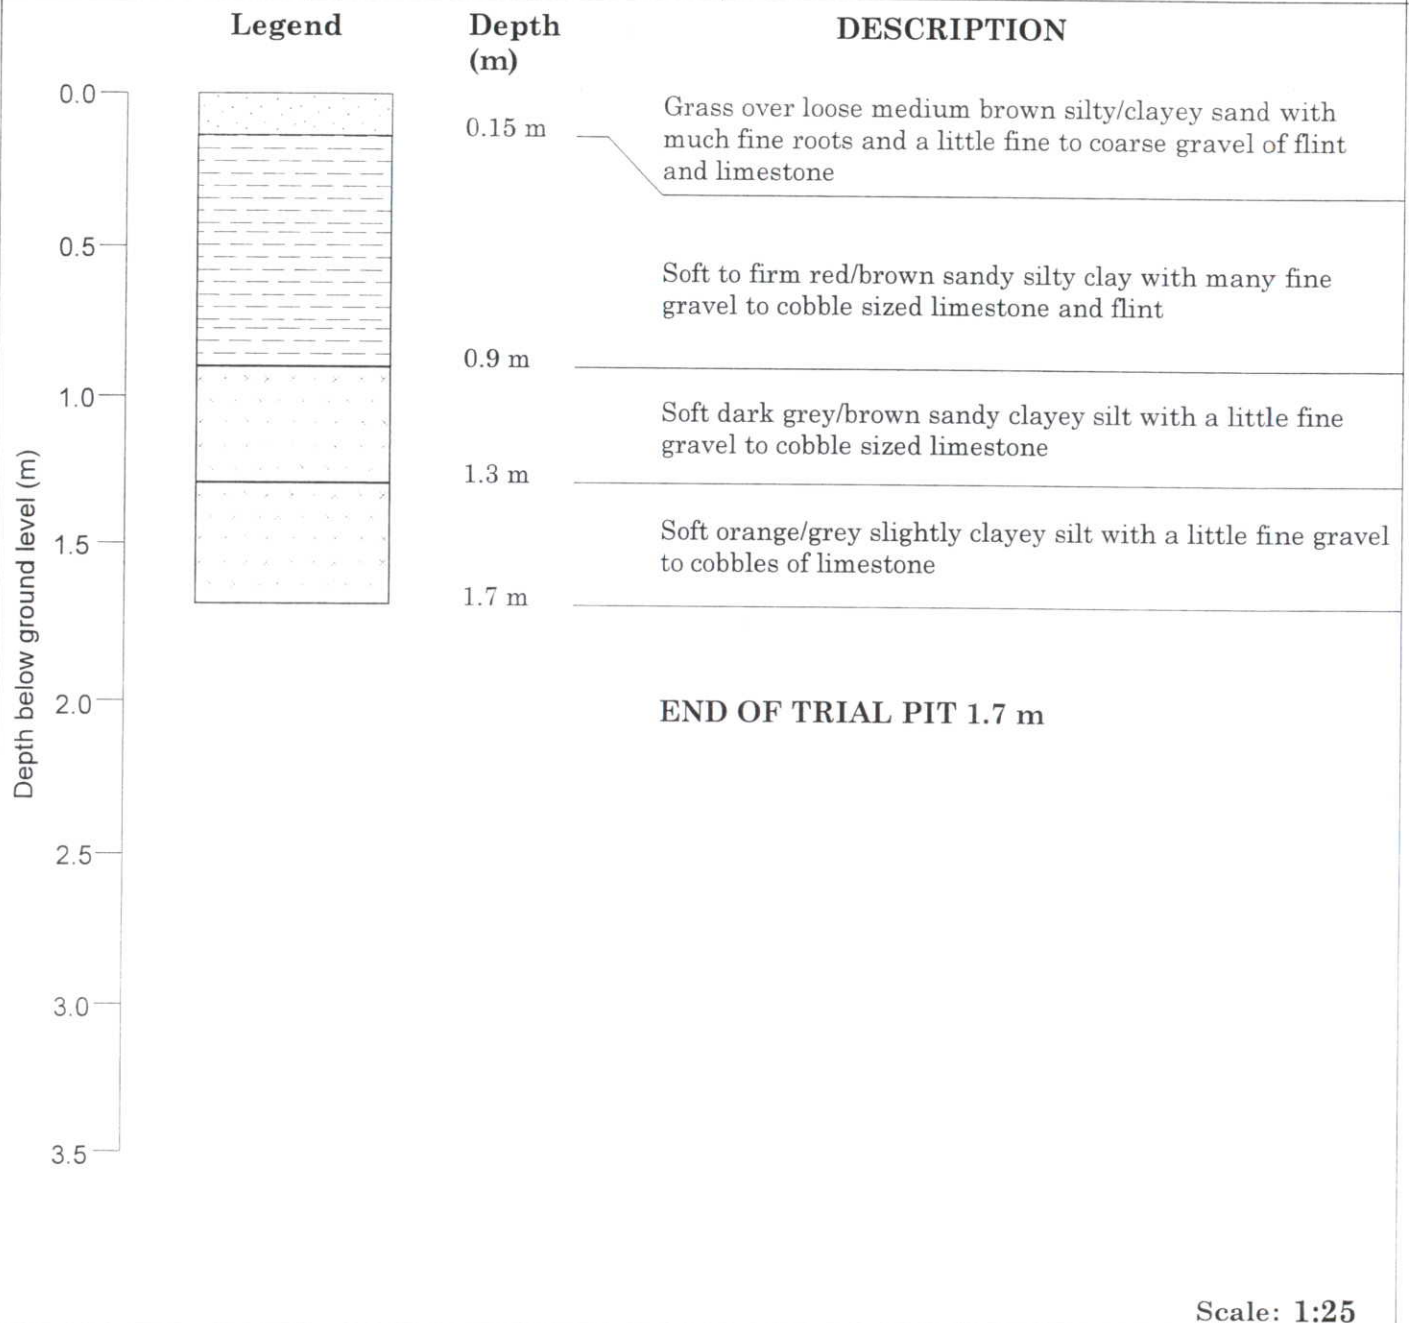 Legend
Depth
(m)
DESCRIPTION
0.0
0.15 m
Grass over loose medium brown silty/clayey sand with
much fine roots and a little fine to coarse gravel of flint
and limestone
0.5
Soft to firm red/brown sandy silty clay with many fine
gravel to cobble sized limestone and flint
0.9 m
1.0
Soft dark grey/brown sandy clayey silt with a little fine
gravel to cobble sized limestone
1.3 m
1.5
Soft orange/grey slightly clayey silt with a little fine gravel
to cobbles of limestone
1.7 m
Depth below ground level (m)
2.0
END OF TRIAL PIT 1.7 m
2.5
3.0
3.5
Scale: 1:25